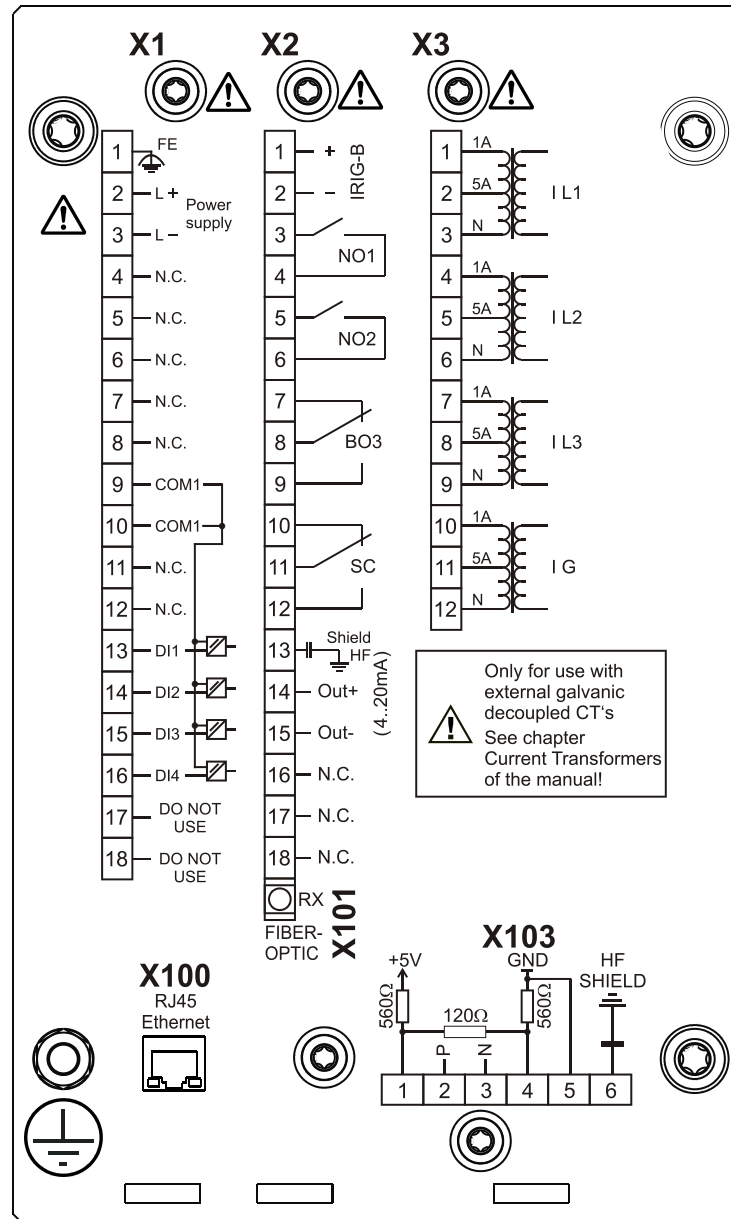 X1
1 FE
2 L+ Power
supply
3 L−
4 N.C.
5 N.C.
6 N.C.
7 N.C.
8 N.C.
9 COM1
10 COM1
11 N.C.
12 N.C.
13 DI1
14 DI2
15 DI3
16 DI4
17 DO NOT
USE
18 DO NOT
USE
X2
1 +
2 −
IRIG-B
3
NO1
4
5
NO2
6
7
8 BO3
9
10
11 SC
12
13 Shield
HF
14 Out+
15 Out-
(4..20mA)
16 N.C.
17 N.C.
18 N.C.
RX
FIBER-
OPTIC
X101
X3
1 1A
2 5A I L1
3 N
4 1A
5 5A I L2
6 N
7 1A
8 5A I L3
9 N
10 1A
11 5A I G
12 N
Only for use with
external galvanic
decoupled CT‘s
See chapter
Current Transformers
of the manual!
X100
RJ45
Ethernet
X103
+5V GND HF
SHIELD
560Ω 120Ω 560Ω
P N
1 2 3 4 5 6